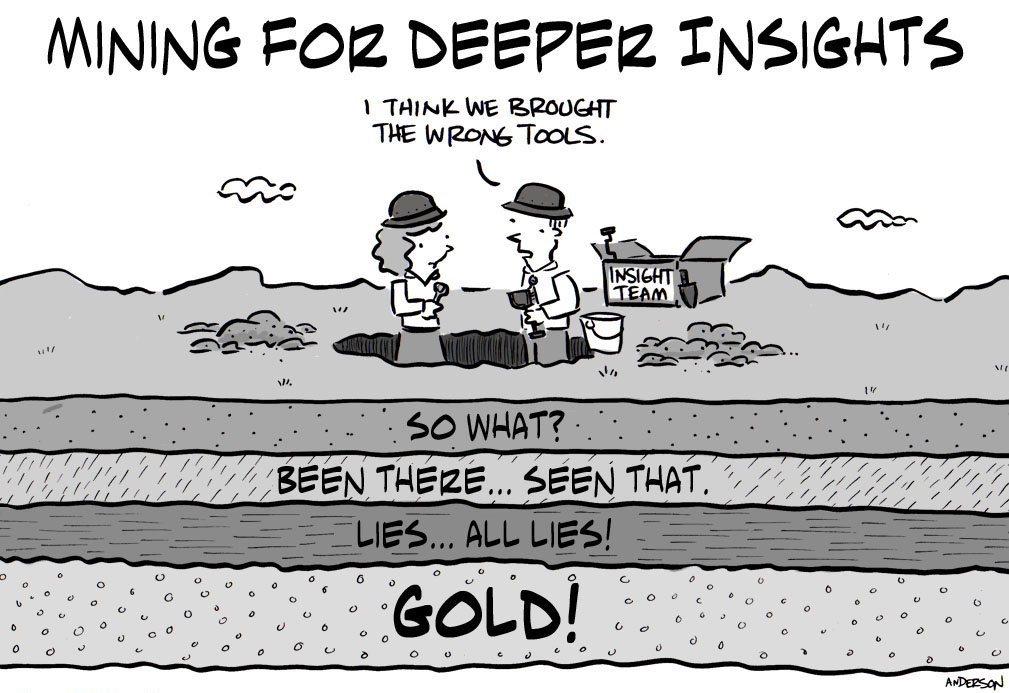 MINING FOR DEEPER INSIGHTS
I THINK WE BROUGHT
THE WRONG TOOLS.
INSIGHT
TEAM
SO WHAT?
BEEN THERE... SEEN THAT.
LIES... ALL LIES!
GOLD!
ANDERSON